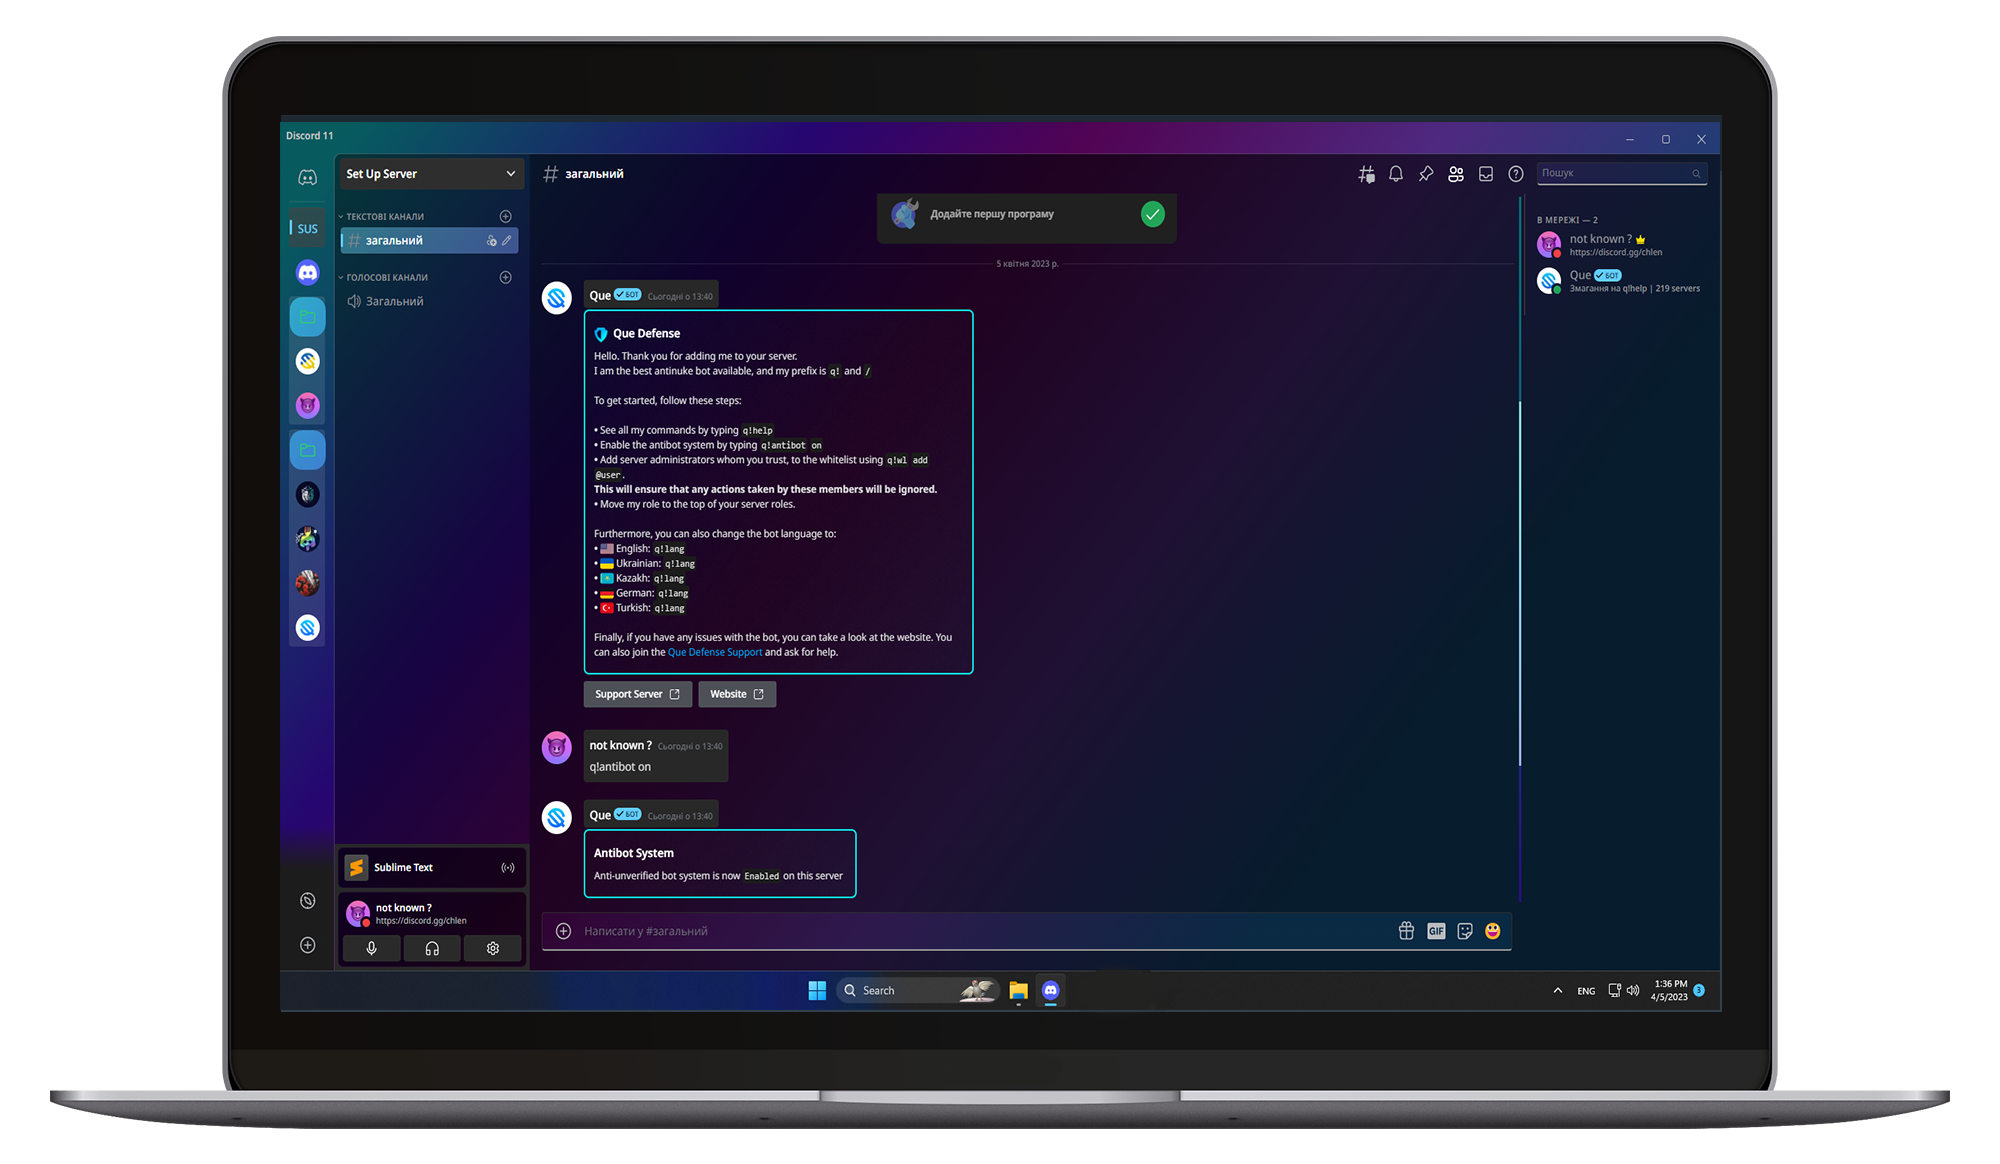 Discord 11
SUS
Set Up Server
ТЕКСТОВІ КАНАЛИ
загальний
ГОЛОСОВІ КАНАЛИ
Загальний
Sublime Text
not known ?
https://discord.gg/chlen
загальний
Пошук
Додайте першу програму
5 квітня 2023 р.
Que ✓ БОТ Сьогодні о 13:40
Que Defense
Hello. Thank you for adding me to your server.
I am the best antinuke bot available, and my prefix is q! and /
To get started, follow these steps:
• See all my commands by typing q!help
• Enable the antibot system by typing q!antibot on
• Add server administrators whom you trust, to the whitelist using q!wl add
@user.
This will ensure that any actions taken by these members will be ignored.
• Move my role to the top of your server roles.
Furthermore, you can also change the bot language to:
• English: q!lang
• Ukrainian: q!lang
• Kazakh: q!lang
• German: q!lang
• Turkish: q!lang
Finally, if you have any issues with the bot, you can take a look at the website. You
can also join the Que Defense Support and ask for help.
Support Server
Website
not known ? Сьогодні о 13:40
q!antibot on
Que ✓ БОТ Сьогодні о 13:40
Antibot System
Anti-unverified bot system is now Enabled on this server
Написати у #загальний
GIF
В МЕРЕЖІ — 2
not known ?
https://discord.gg/chlen
Que ✓ БОТ
Змагання на q!help | 219 servers
Search
ENG
1:36 PM
4/5/2023
3